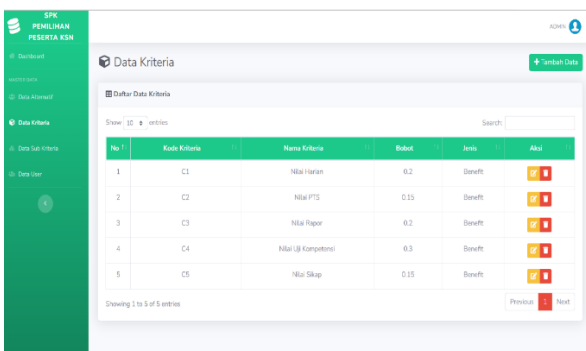 SPK
PEMILIHAN
PESERTA KSN
ADMIN
Dashboard
Data Kriteria
+ Tambah Data
MASTER DATA
Data Alternatif
Daftar Data Kriteria
Data Kriteria
Show 10 entries
Search:
Data Sub Kriteria
No Kode Kriteria Nama Kriteria Bobot Jenis Aksi
Data User
1 C1 Nilai Harian 0.2 Benefit
2 C2 Nilai PTS 0.15 Benefit
3 C3 Nilai Rapor 0.2 Benefit
4 C4 Nilai Uji Kompetensi 0.3 Benefit
5 C5 Nilai Sikap 0.15 Benefit
Showing 1 to 5 of 5 entries
Previous 1 Next